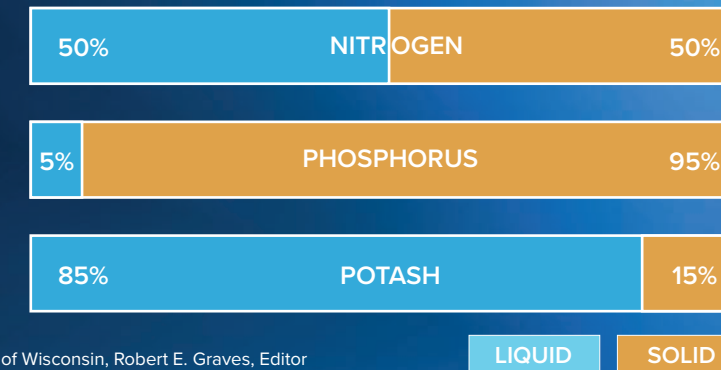 50% NITROGEN 50%
5% PHOSPHORUS 95%
85% POTASH 15%
of Wisconsin, Robert E. Graves, Editor
LIQUID SOLID